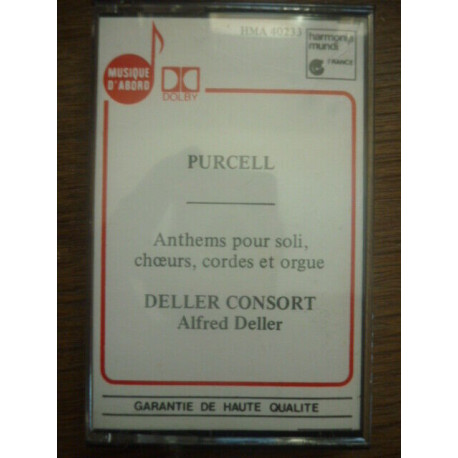 HMA 40233
harmonia
mundi
FRANCE
MUSIQUE
D'ABORD
DOLBY
PURCELL
Anthems pour soli,
chœurs, cordes et orgue
DELLER CONSORT
Alfred Deller
GARANTIE DE HAUTE QUALITE